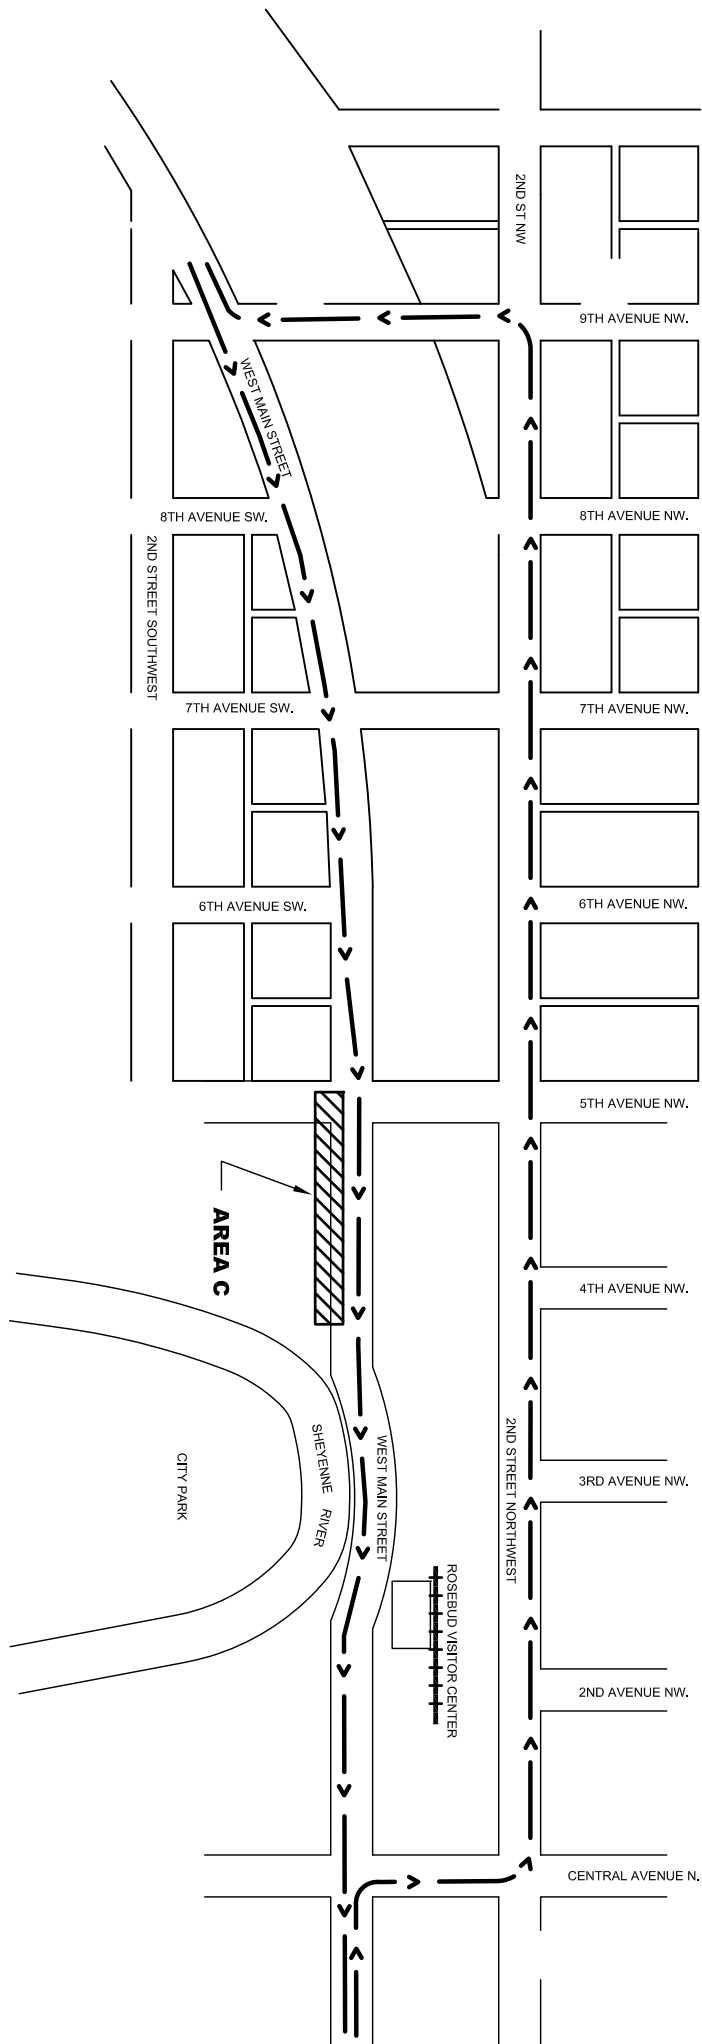 2ND ST NW
9TH AVENUE NW.
WEST MAIN STREET
8TH AVENUE SW.
8TH AVENUE NW.
2ND STREET SOUTHWEST
7TH AVENUE SW.
7TH AVENUE NW.
6TH AVENUE SW.
6TH AVENUE NW.
5TH AVENUE NW.
AREA C
4TH AVENUE NW.
SHEYENNE RIVER
CITY PARK
WEST MAIN STREET
2ND STREET NORTHWEST
3RD AVENUE NW.
ROSEBUD VISITOR CENTER
2ND AVENUE NW.
CENTRAL AVENUE N.